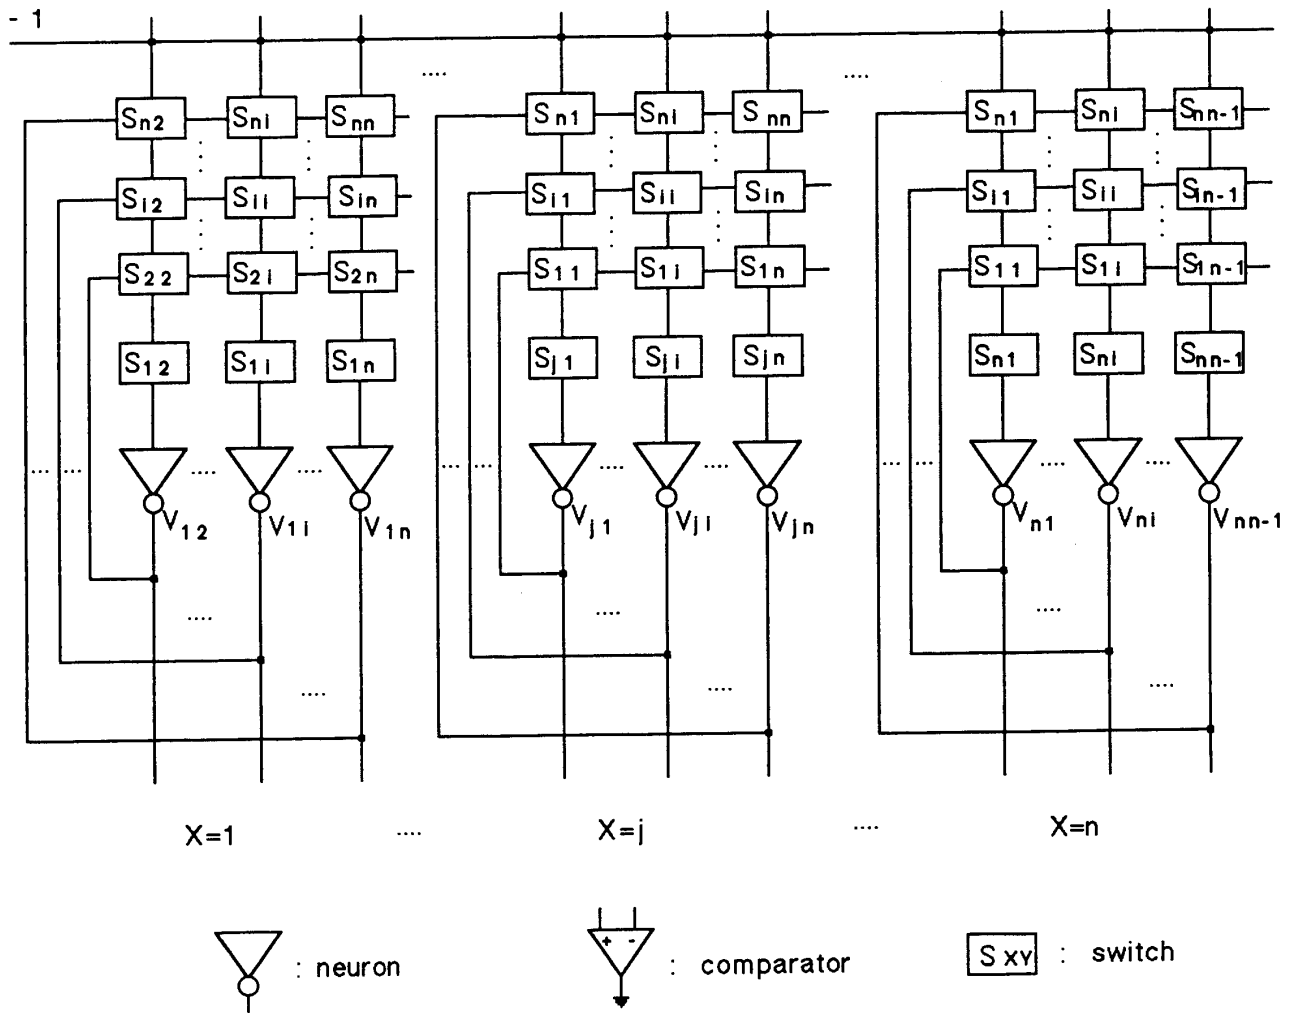 - 1
.... ....
Sn2 Sni Snn Sn1 Sni Snn Sn1 Sni Snn-1
Si2 Sii Sin Si1 Sii Sin Si1 Sii Sin-1
S22 S2i S2n S11 S1i S1n S11 S1i S1n-1
S12 S1i S1n Sj1 Sji Sjn Sn1 Sni Snn-1
.... .... .... .... .... .... .... .... .... .... .... ....
V12 V1i V1n Vj1 Vji Vjn Vn1 Vni Vnn-1
.... .... ....
.... .... ....
X=1 .... X=j .... X=n
: neuron + - : comparator S XY : switch